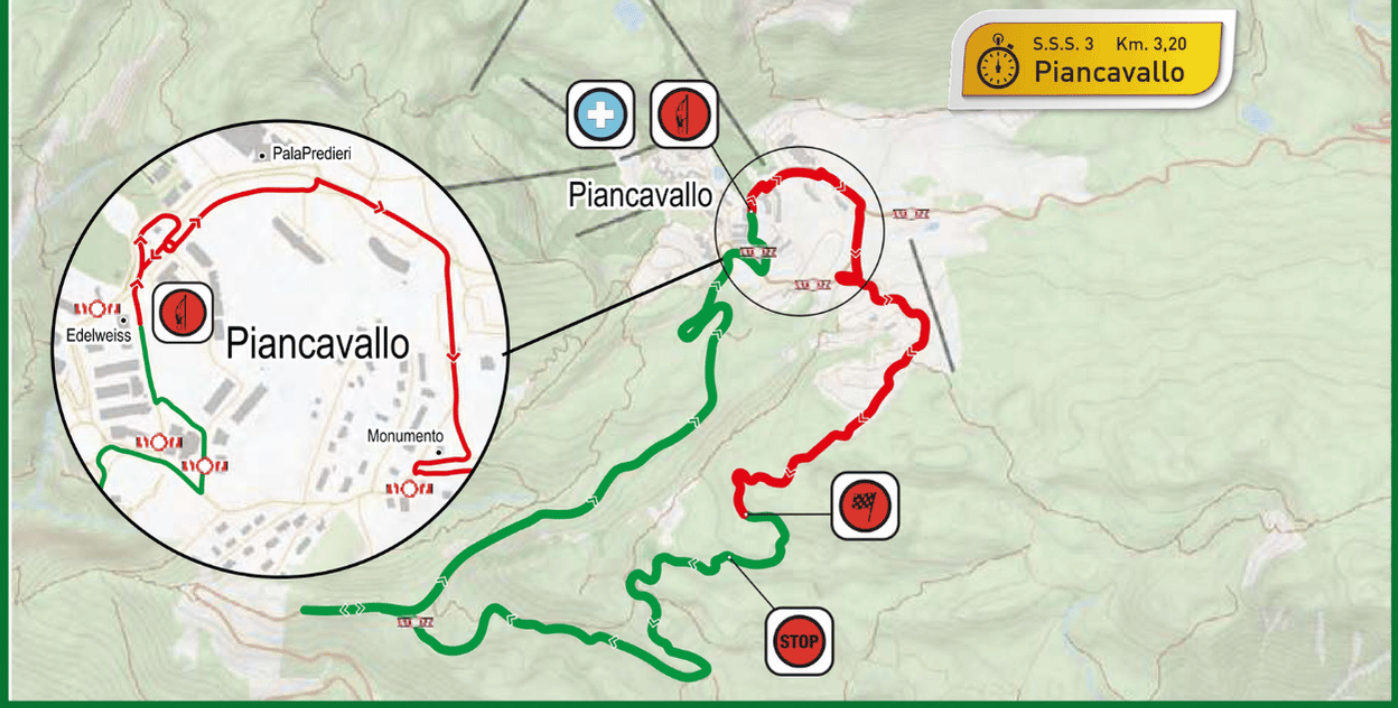 S.S.S. 3 Km. 3,20
Piancavallo
Piancavallo
PalaPredieri
Edelweiss
Piancavallo
Monumento
STOP